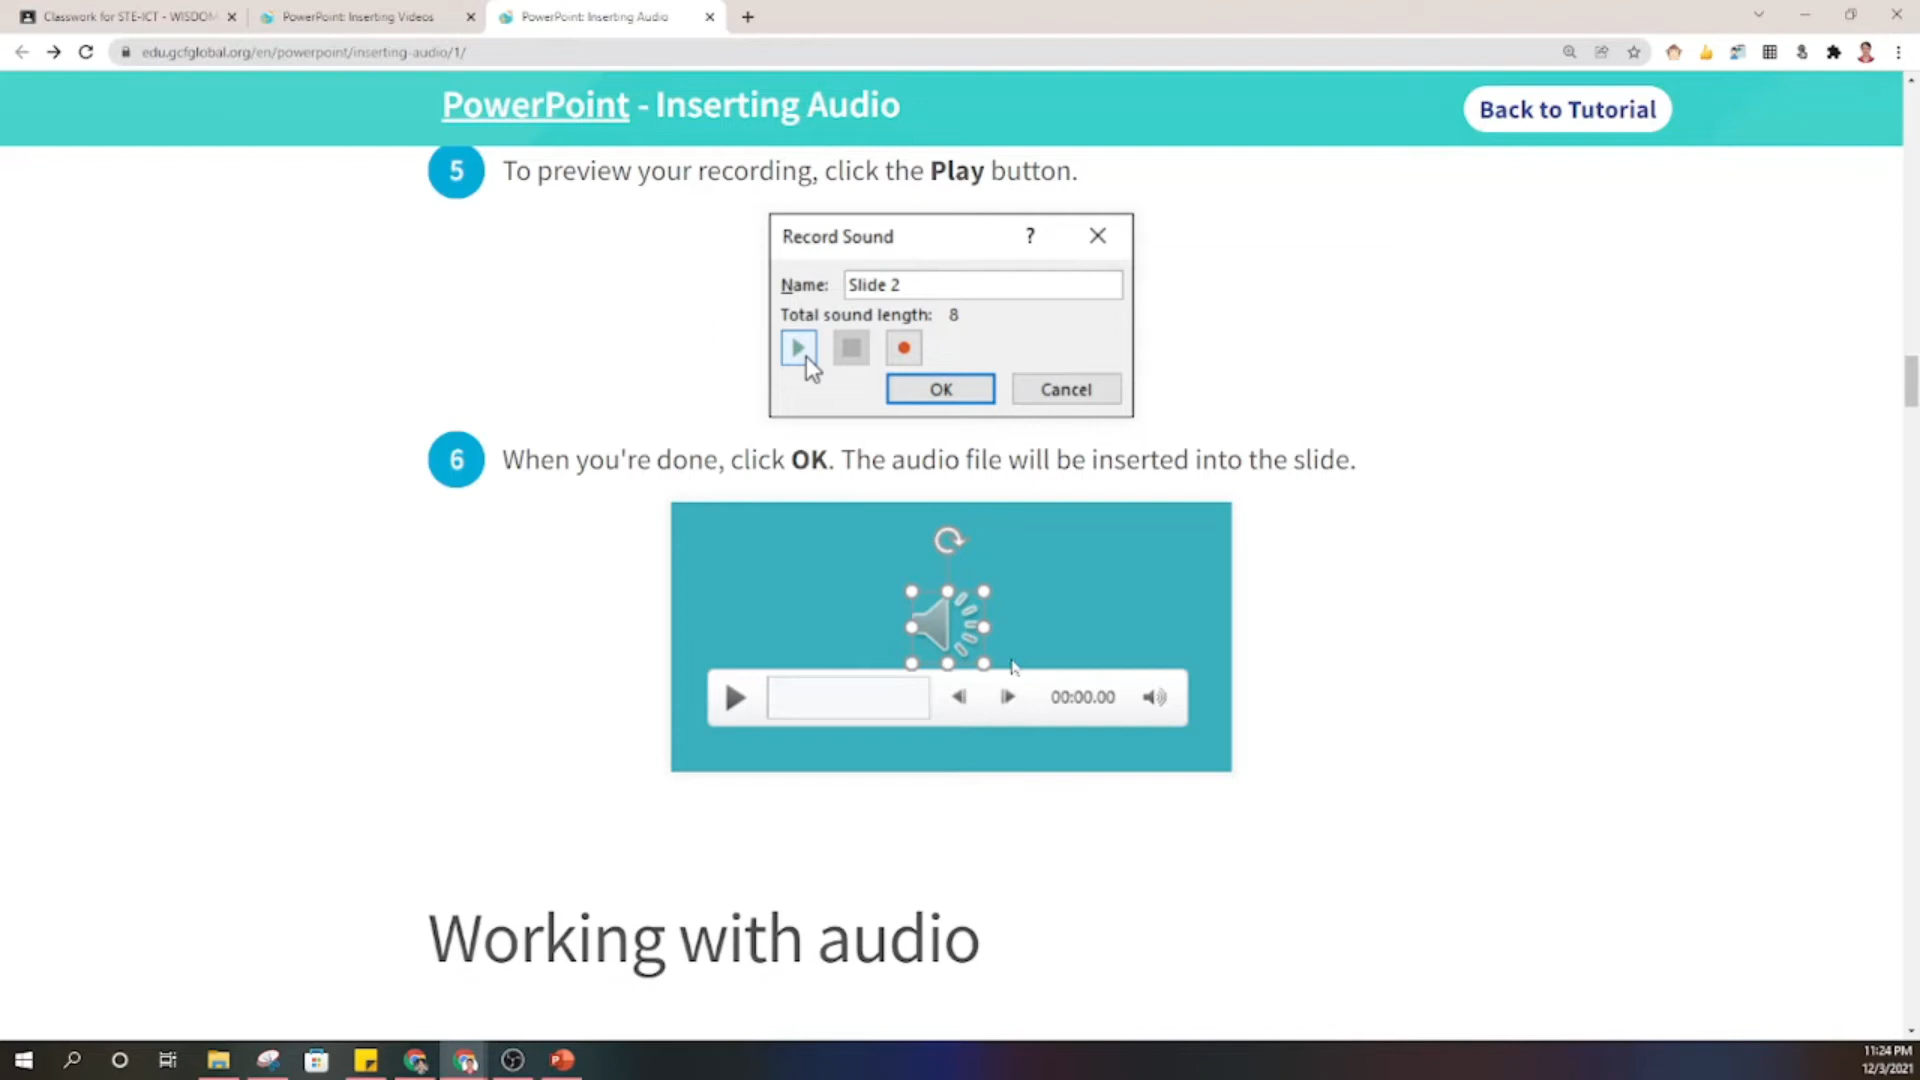 Classwork for STE-ICT - WISDOM
PowerPoint: Inserting Videos
PowerPoint: Inserting Audio
edu.gcfglobal.org/en/powerpoint/inserting-audio/1/
PowerPoint - Inserting Audio
Back to Tutorial
5 To preview your recording, click the Play button.
Record Sound ?
Name: Slide 2
Total sound length: 8
OK Cancel
6 When you're done, click OK. The audio file will be inserted into the slide.
00:00.00
Working with audio
11:24 PM
12/3/2021